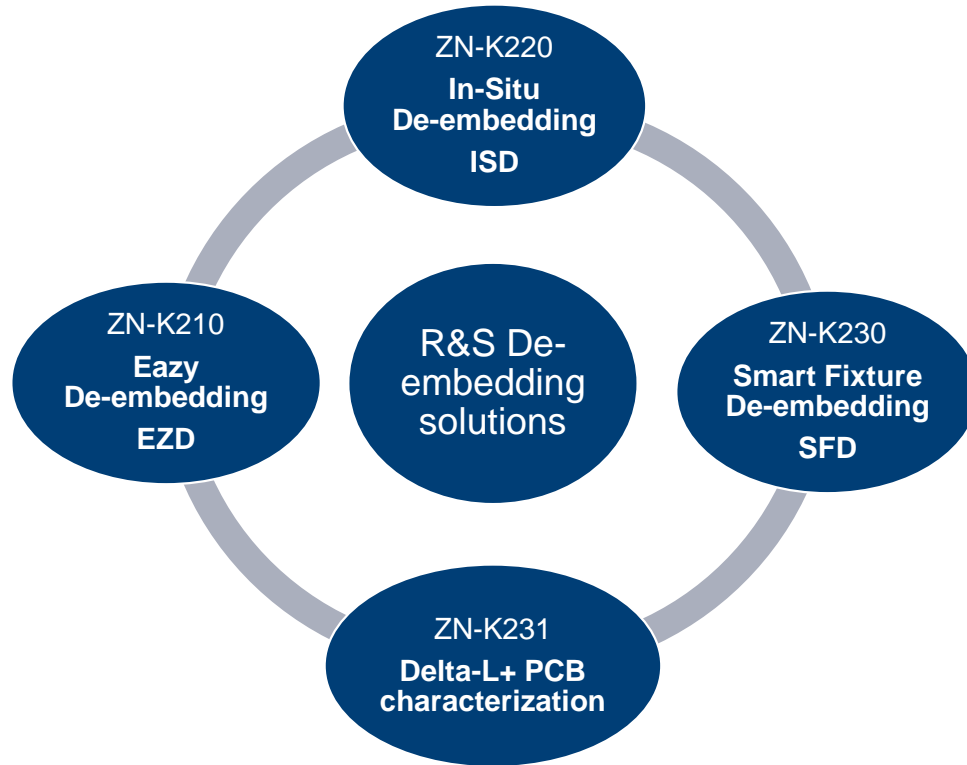 ZN-K220
In-Situ
De-embedding
ISD
ZN-K210
Eazy
De-embedding
EZD
R&S De-
embedding
solutions
ZN-K230
Smart Fixture
De-embedding
SFD
ZN-K231
Delta-L+ PCB
characterization